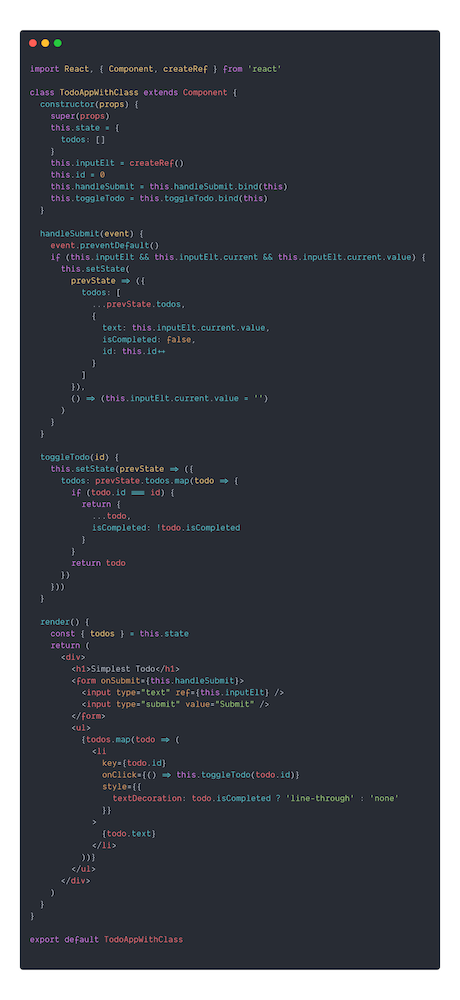 import React, { Component, createRef } from 'react'

class TodoAppWithClass extends Component {
  constructor(props) {
    super(props)
    this.state = {
      todos: []
    }
    this.inputElt = createRef()
    this.id = 0
    this.handleSubmit = this.handleSubmit.bind(this)
    this.toggleTodo = this.toggleTodo.bind(this)
  }

  handleSubmit(event) {
    event.preventDefault()
    if (this.inputElt && this.inputElt.current && this.inputElt.current.value) {
      this.setState(
        prevState => ({
          todos: [
            ...prevState.todos,
            {
              text: this.inputElt.current.value,
              isCompleted: false,
              id: this.id++
            }
          ]
        }),
        () => (this.inputElt.current.value = '')
      )
    }
  }

  toggleTodo(id) {
    this.setState(prevState => ({
      todos: prevState.todos.map(todo => {
        if (todo.id === id) {
          return {
            ...todo,
            isCompleted: !todo.isCompleted
          }
        }
        return todo
      })
    }))
  }

  render() {
    const { todos } = this.state
    return (
      <div>
        <h1>Simplest Todo</h1>
        <form onSubmit={this.handleSubmit}>
          <input type="text" ref={this.inputElt} />
          <input type="submit" value="Submit" />
        </form>
        <ul>
          {todos.map(todo => (
            <li
              key={todo.id}
              onClick={() => this.toggleTodo(todo.id)}
              style={{
                textDecoration: todo.isCompleted ? 'line-through' : 'none'
              }}
            >
              {todo.text}
            </li>
          ))}
        </ul>
      </div>
    )
  }
}

export default TodoAppWithClass